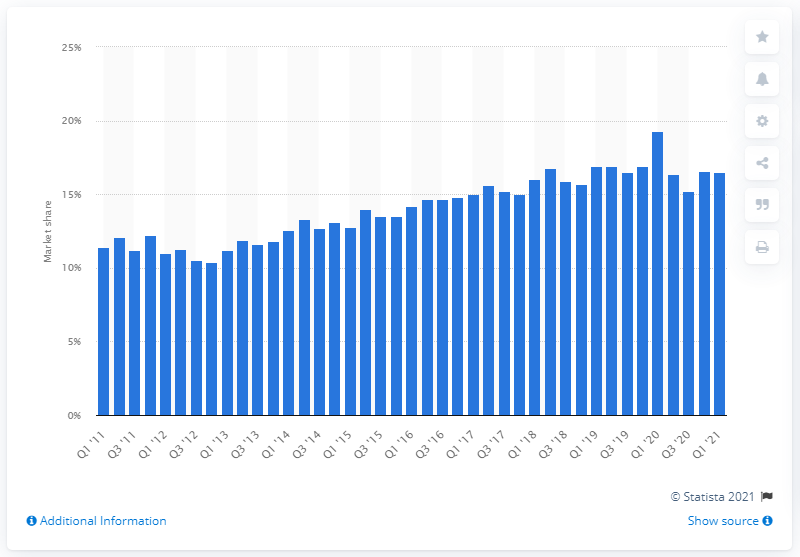 25%
20%
15%
10%
5%
0%
Market share
Q1 '11
Q3 '11
Q1 '12
Q3 '12
Q1 '13
Q3 '13
Q1 '14
Q3 '14
Q1 '15
Q3 '15
Q1 '16
Q3 '16
Q1 '17
Q3 '17
Q1 '18
Q3 '18
Q1 '19
Q3 '19
Q1 '20
Q3 '20
Q1 '21
© Statista 2021
Additional Information
Show source